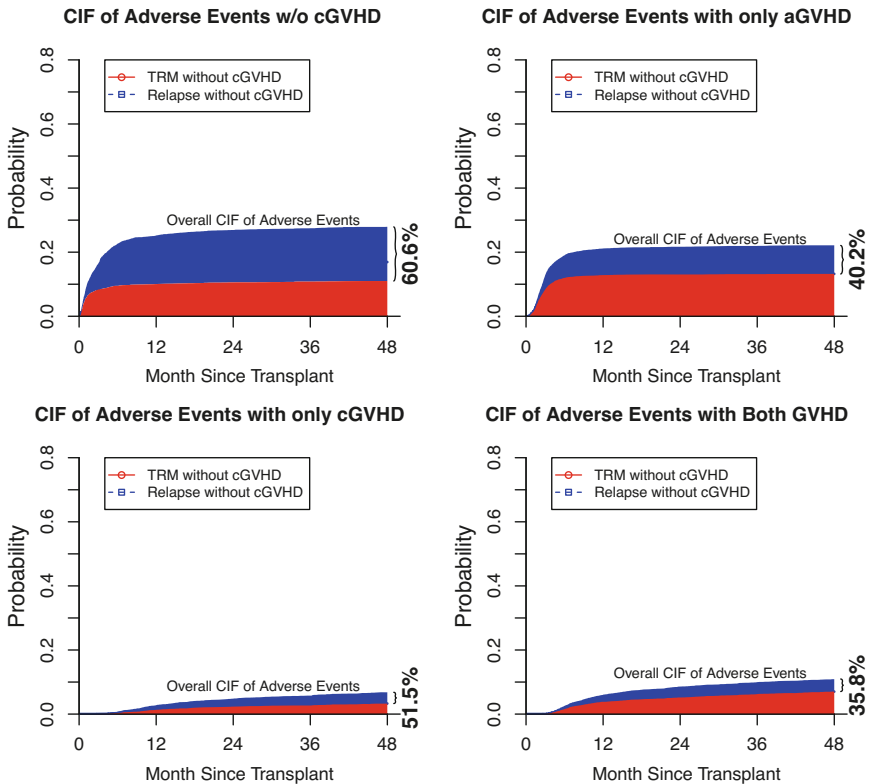 CIF of Adverse Events w/o cGVHD
0.8
0.6
0.4
0.2
0.0
Probability
TRM without cGVHD
Relapse without cGVHD
Overall CIF of Adverse Events
60.6%
0 12 24 36 48
Month Since Transplant
CIF of Adverse Events with only aGVHD
0.8
0.6
0.4
0.2
0.0
Probability
TRM without cGVHD
Relapse without cGVHD
Overall CIF of Adverse Events
40.2%
0 12 24 36 48
Month Since Transplant
CIF of Adverse Events with only cGVHD
0.8
0.6
0.4
0.2
0.0
Probability
TRM without cGVHD
Relapse without cGVHD
Overall CIF of Adverse Events
51.5%
0 12 24 36 48
Month Since Transplant
CIF of Adverse Events with Both GVHD
0.8
0.6
0.4
0.2
0.0
Probability
TRM without cGVHD
Relapse without cGVHD
Overall CIF of Adverse Events
35.8%
0 12 24 36 48
Month Since Transplant